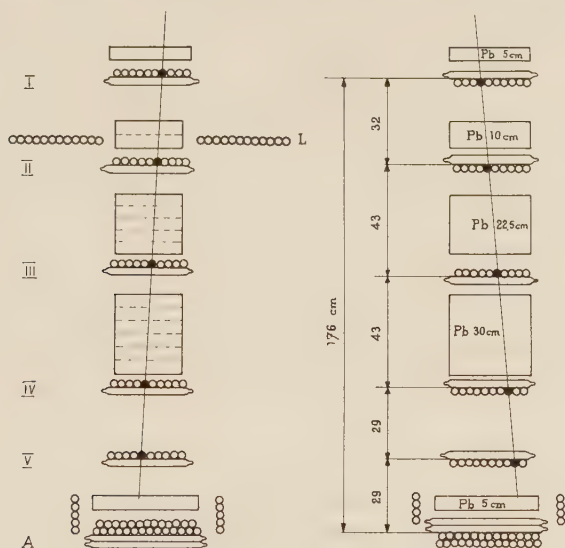 I
Pb 5cm
32
L
Pb 10cm
II
43
Pb 22,5cm
III
176 cm
43
Pb 30cm
IV
29
V
29
Pb 5cm
A